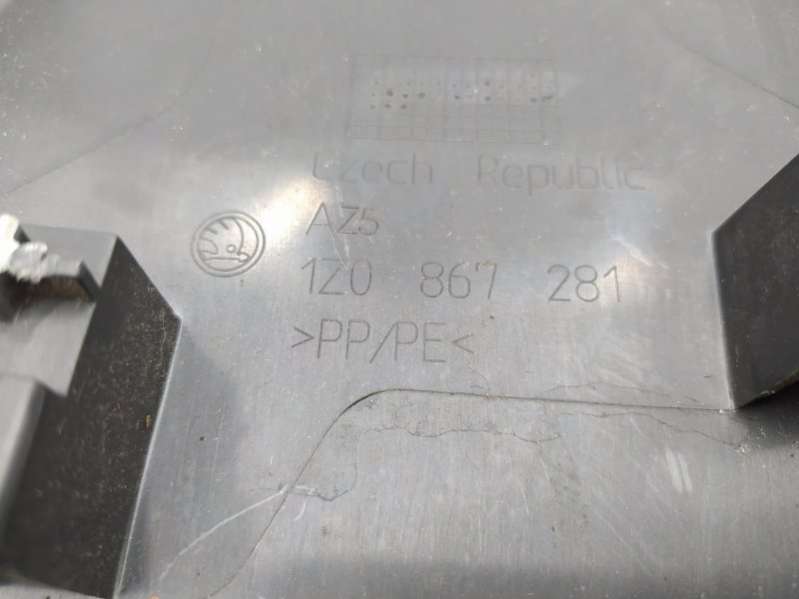 Czech Republic
AZ5
1Z0 867 281
>PP/PE<